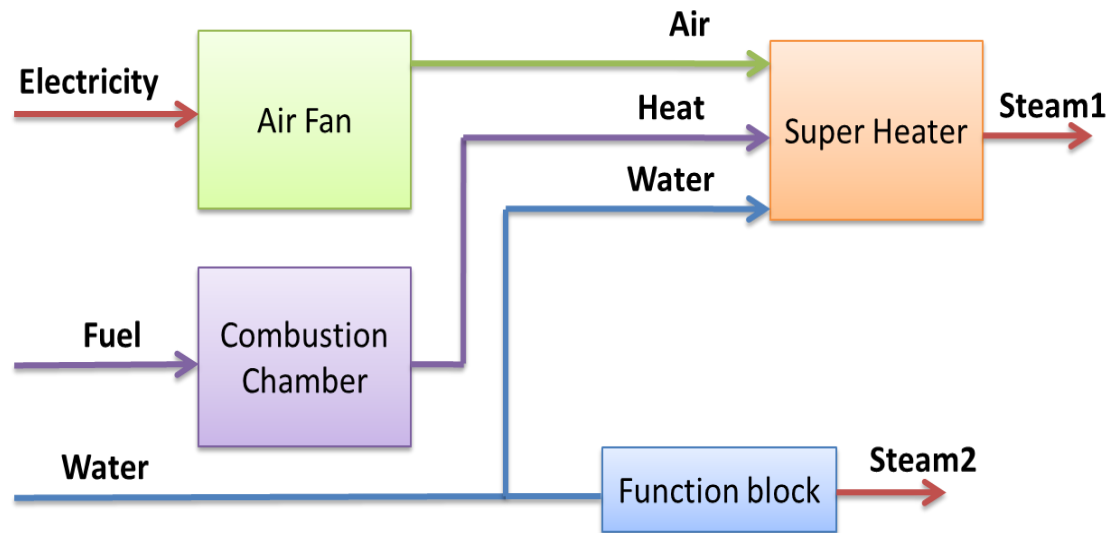 Electricity
Air Fan
Air
Heat
Water
Super Heater
Steam1
Fuel
Combustion
Chamber
Water
Function block
Steam2